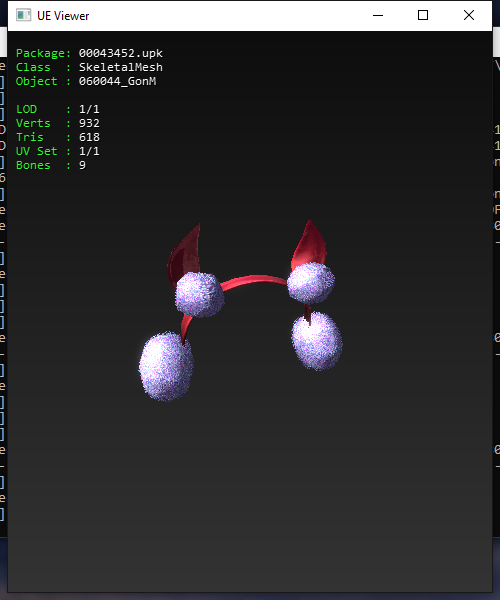 UE Viewer
Package: 00043452.upk
Class  : SkeletalMesh
Object : 060044_GonM
LOD    : 1/1
Verts  : 932
Tris   : 618
UV Set : 1/1
Bones  : 9